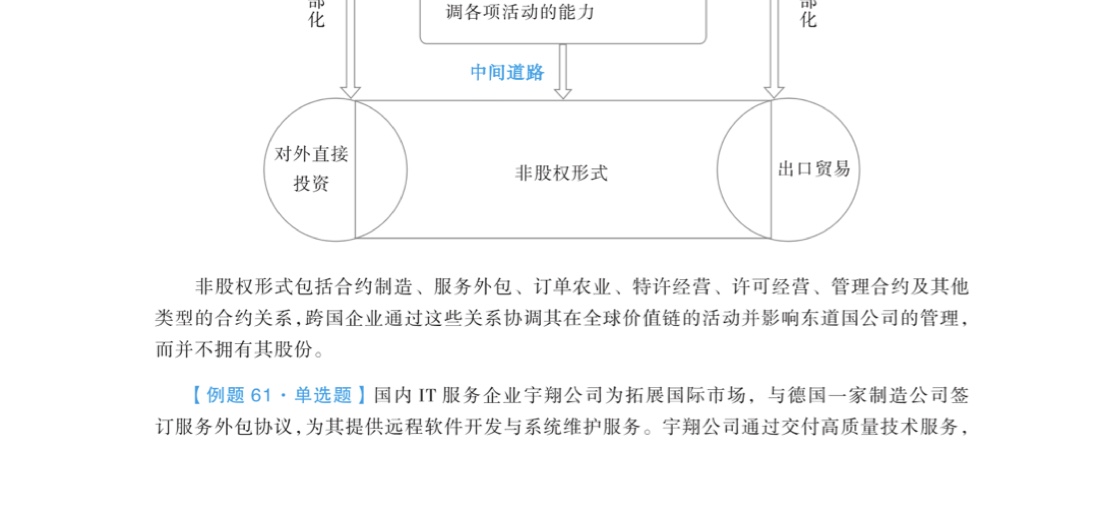 化
调各项活动的能力
化
中间道路
对外直接
投资
非股权形式
出口贸易
非股权形式包括合约制造、服务外包、订单农业、特许经营、许可经营、管理合约及其他
类型的合约关系,跨国企业通过这些关系协调其在全球价值链的活动并影响东道国公司的管理,
而并不拥有其股份。
【例题 61·单选题】国内 IT 服务企业宇翔公司为拓展国际市场，与德国一家制造公司签
订服务外包协议,为其提供远程软件开发与系统维护服务。宇翔公司通过交付高质量技术服务,